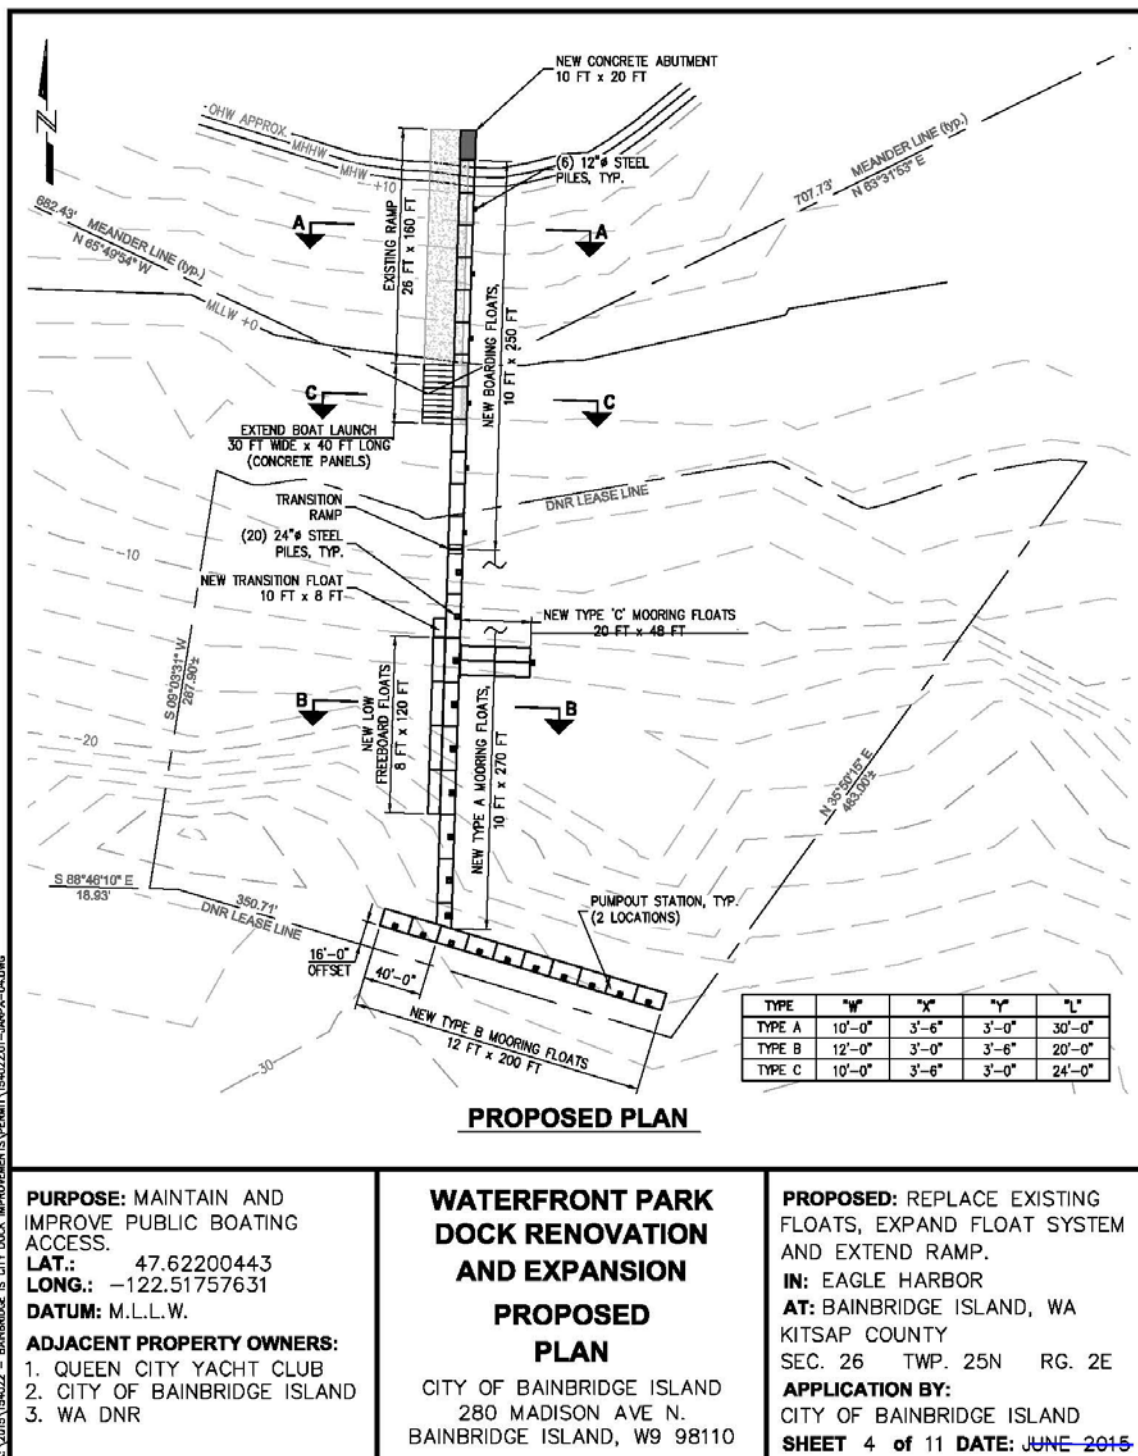 NEW CONCRETE ABUTMENT
10 FT x 20 FT
OHW APPROX.
MHHW
MHW +10
(6) 12"ø STEEL
PILES, TYP.
MEANDER LINE (typ.)
707.73'
N 63°31'53" E
682.43'
MEANDER LINE (typ.)
N 65°49'54" W
EXISTING RAMP
26 FT x 160 FT
A
A
MLLW +0
NEW BOARDING FLOATS,
10 FT x 250 FT
C
C
EXTEND BOAT LAUNCH
30 FT WIDE x 40 FT LONG
(CONCRETE PANELS)
TRANSITION
RAMP
DNR LEASE LINE
(20) 24"ø STEEL
PILES, TYP.
-10
NEW TRANSITION FLOAT
10 FT x 8 FT
NEW TYPE 'C' MOORING FLOATS
20 FT x 48 FT
S 09°03'31" W
287.90'±
NEW LOW
FREEBOARD FLOATS
8 FT x 120 FT
B
B
NEW TYPE A MOORING FLOATS,
10 FT x 270 FT
-20
N 35°50'15" E
483.00'±
S 88°46'10" E
18.93'
350.71'
DNR LEASE LINE
PUMPOUT STATION, TYP.
(2 LOCATIONS)
16'-0"
OFFSET
40'-0"
NEW TYPE B MOORING FLOATS
12 FT x 200 FT
-30
TYPE "W" "X" "Y" "L"
TYPE A 10'-0" 3'-6" 3'-0" 30'-0"
TYPE B 12'-0" 3'-0" 3'-6" 20'-0"
TYPE C 10'-0" 3'-6" 3'-0" 24'-0"
PROPOSED PLAN
PURPOSE: MAINTAIN AND
IMPROVE PUBLIC BOATING
ACCESS.
LAT.: 47.62200443
LONG.: -122.51757631
DATUM: M.L.L.W.
ADJACENT PROPERTY OWNERS:
1. QUEEN CITY YACHT CLUB
2. CITY OF BAINBRIDGE ISLAND
3. WA DNR
WATERFRONT PARK
DOCK RENOVATION
AND EXPANSION
PROPOSED
PLAN
CITY OF BAINBRIDGE ISLAND
280 MADISON AVE N.
BAINBRIDGE ISLAND, W9 98110
PROPOSED: REPLACE EXISTING
FLOATS, EXPAND FLOAT SYSTEM
AND EXTEND RAMP.
IN: EAGLE HARBOR
AT: BAINBRIDGE ISLAND, WA
KITSAP COUNTY
SEC. 26 TWP. 25N RG. 2E
APPLICATION BY:
CITY OF BAINBRIDGE ISLAND
SHEET 4 of 11 DATE: JUNE 2015